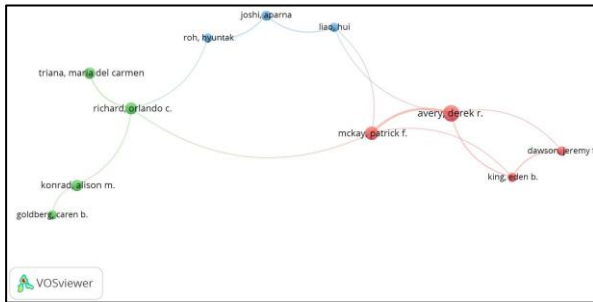 joshi, aparna
liao, hui
roh, hyuntak
triana, maria del carmen
richard, orlando c.
avery, derek r.
mckay, patrick f.
dawson, jeremy f
king, eden b.
konrad, alison m.
goldberg, caren b.
VOSviewer